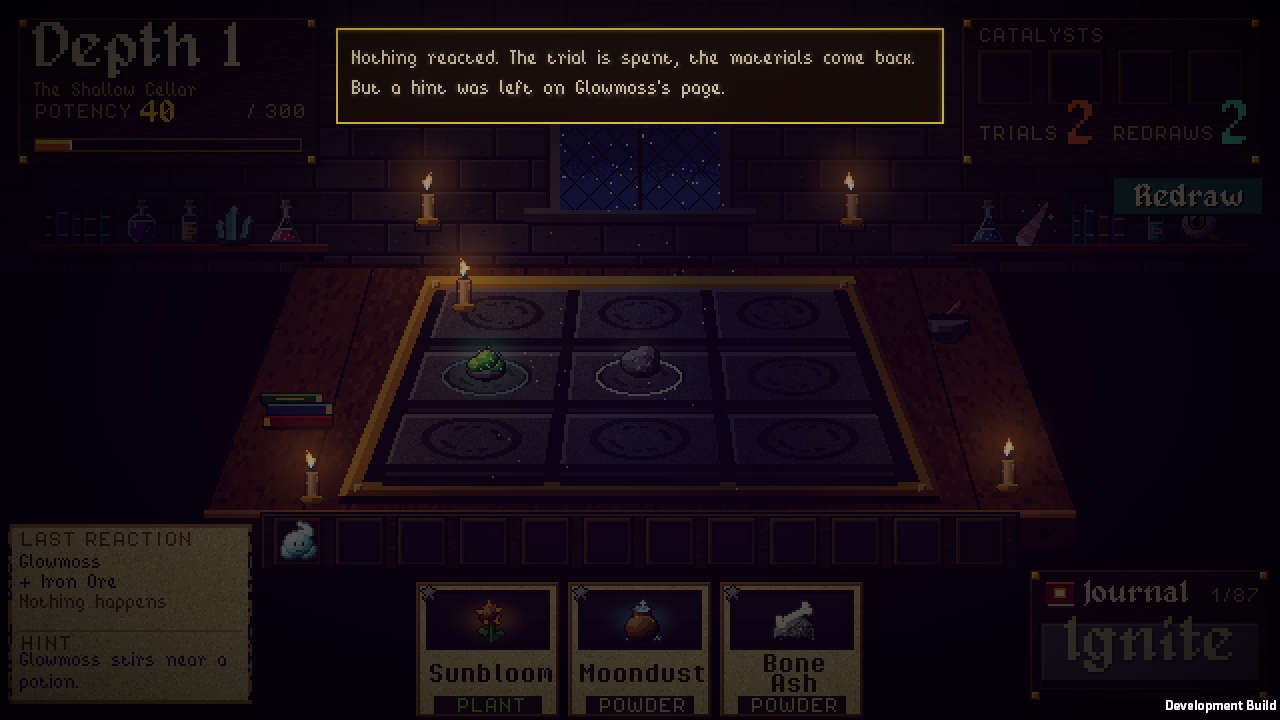 Depth 1
The Shallow Cellar
POTENCY 40 / 300
Nothing reacted. The trial is spent, the materials come back.
But a hint was left on Glowmoss's page.
CATALYSTS
TRIALS 2 REDRAWS 2
Redraw
LAST REACTION
Glowmoss
+ Iron Ore
Nothing happens
HINT
Glowmoss stirs near a
potion.
Sunbloom
PLANT
Moondust
POWDER
Bone
Ash
POWDER
Journal 1/87
Ignite
Development Build